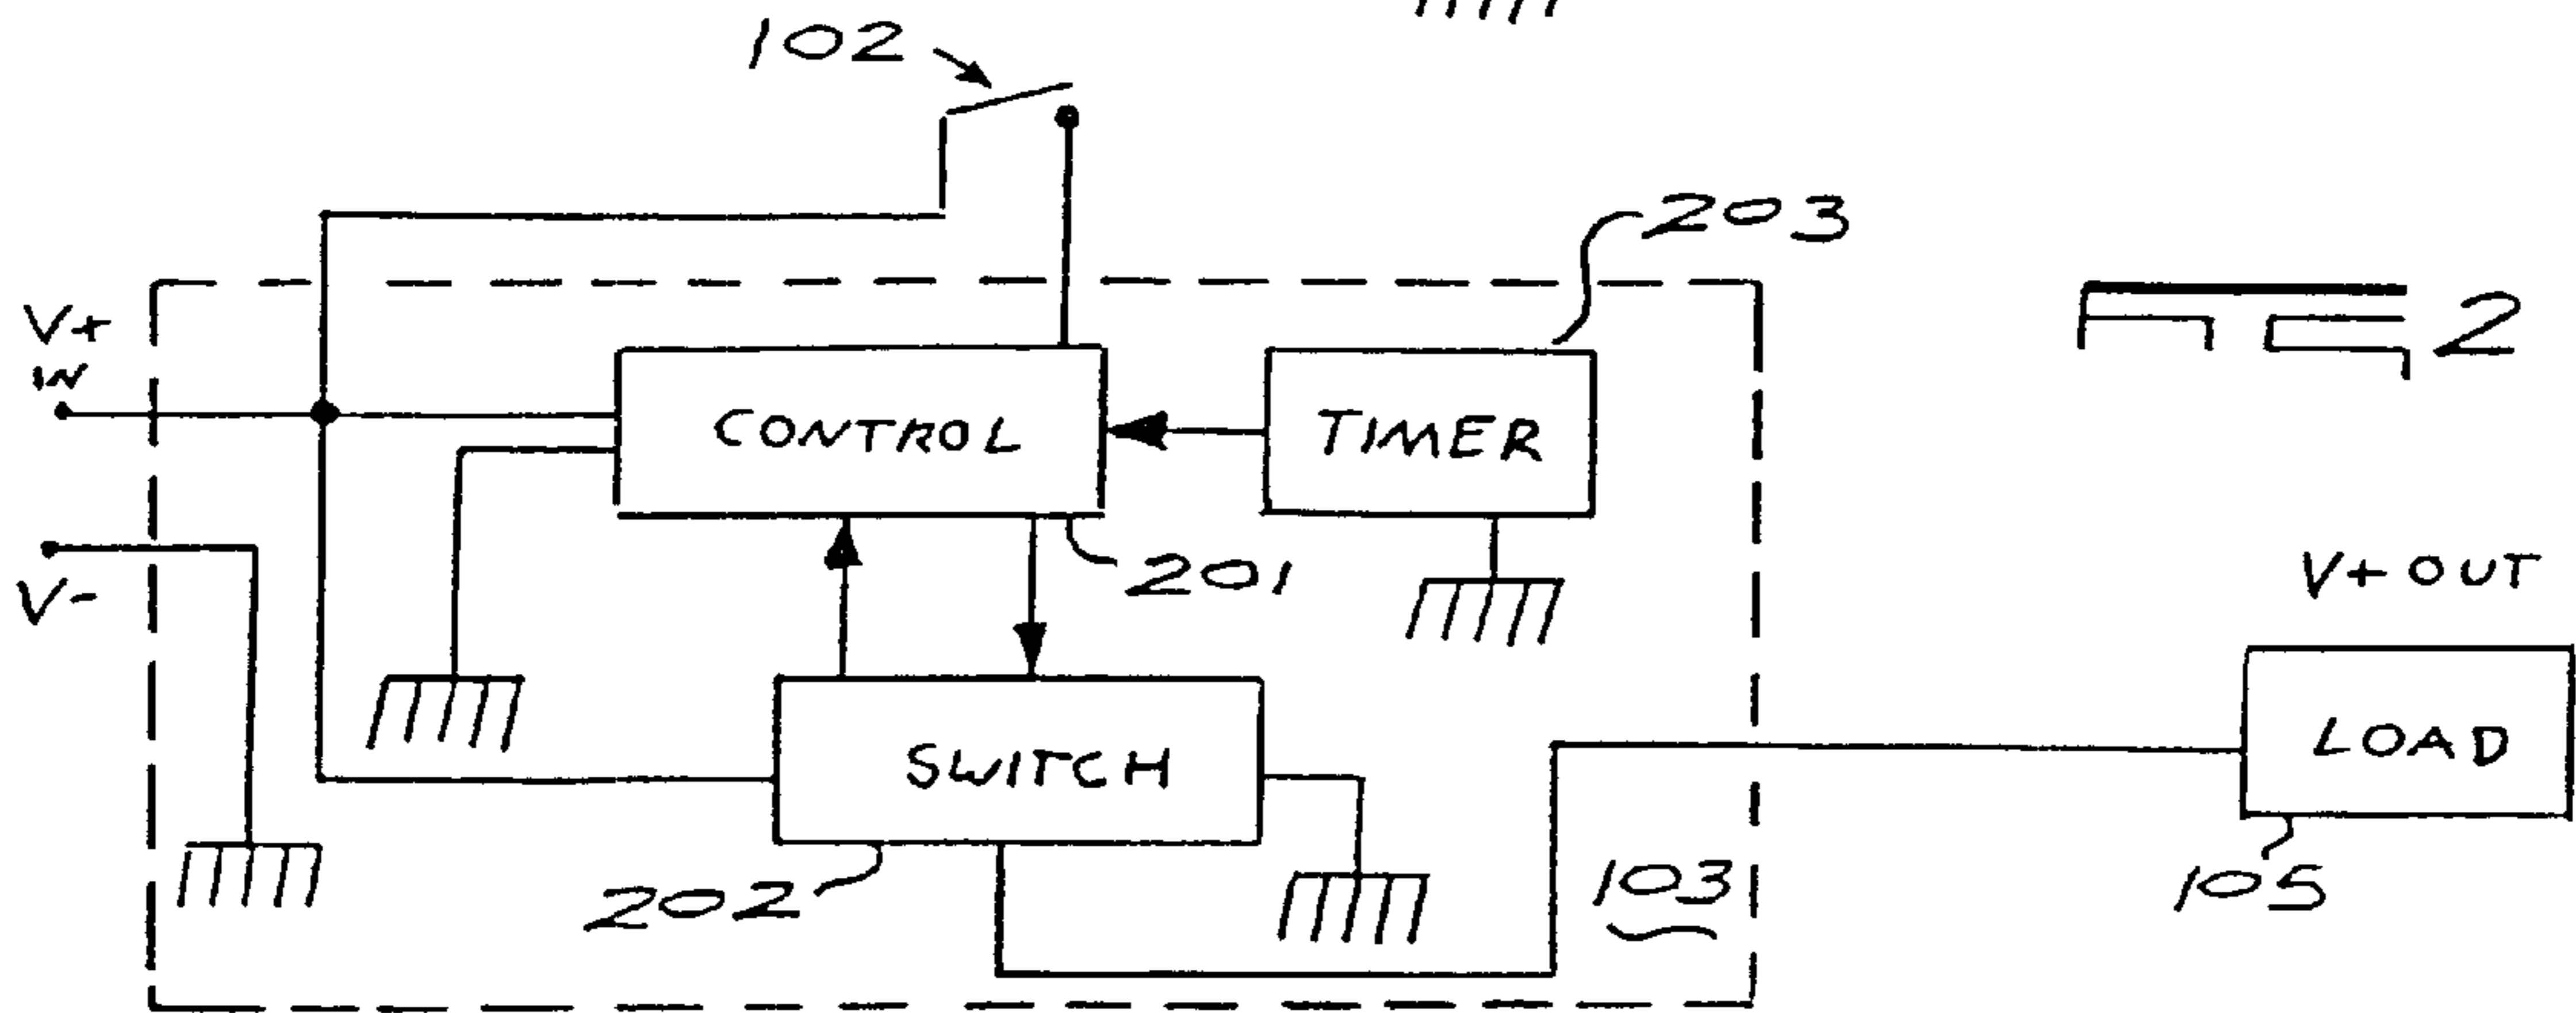 102
203
V+
IN
CONTROL
TIMER
FIG 2
201
V-
V+ OUT
SWITCH
LOAD
202
103
105